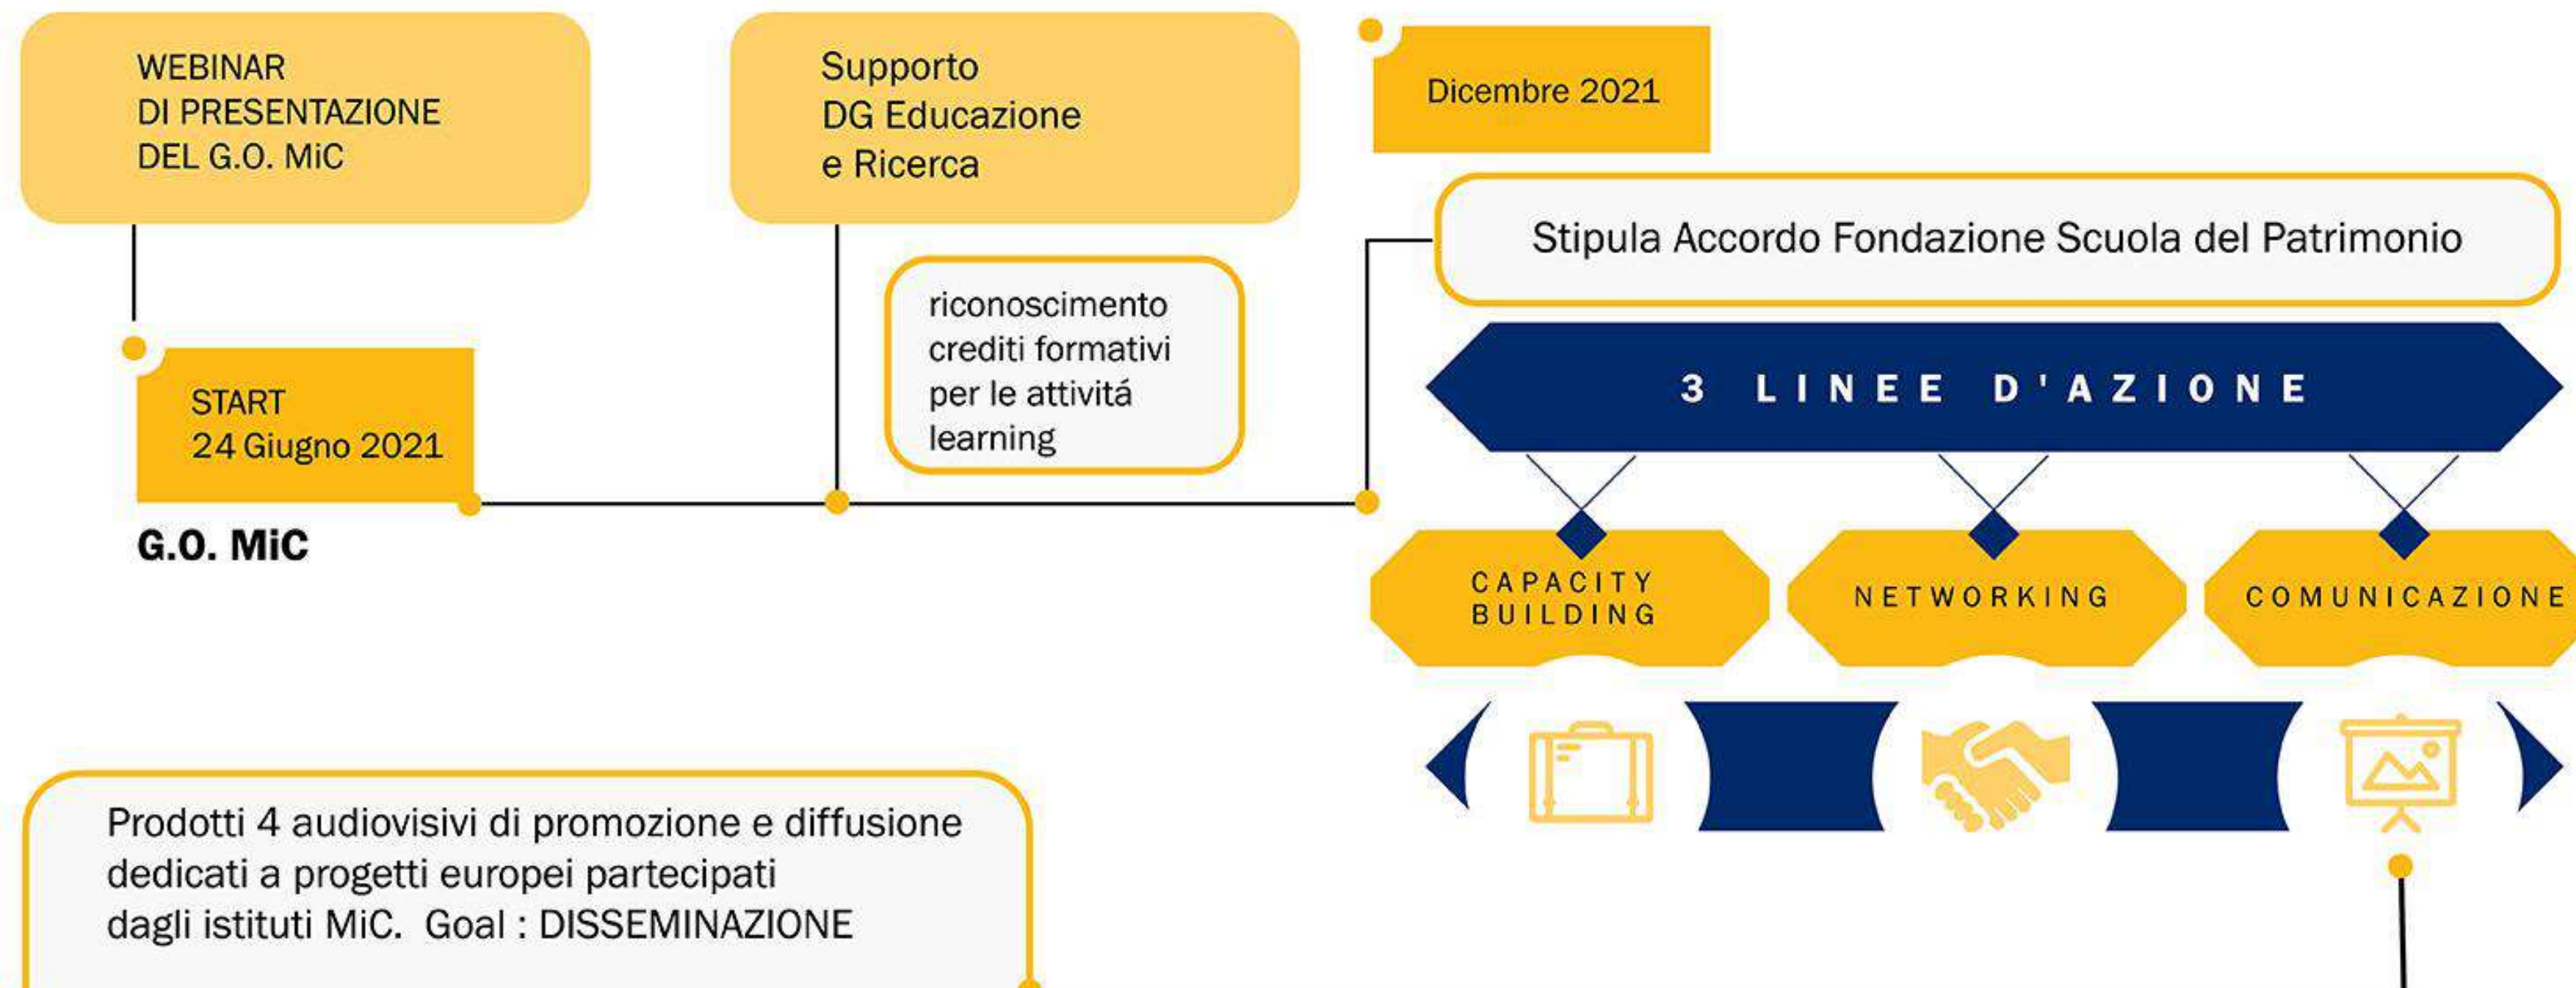 WEBINAR
DI PRESENTAZIONE
DEL G.O. MiC
Supporto
DG Educazione
e Ricerca
Dicembre 2021
Stipula Accordo Fondazione Scuola del Patrimonio
riconoscimento
crediti formativi
per le attivitá
learning
START
24 Giugno 2021
G.O. MiC
3 LINEE D'AZIONE
CAPACITY
BUILDING
NETWORKING
COMUNICAZIONE
Prodotti 4 audiovisivi di promozione e diffusione
dedicati a progetti europei partecipati
dagli istituti MiC. Goal : DISSEMINAZIONE